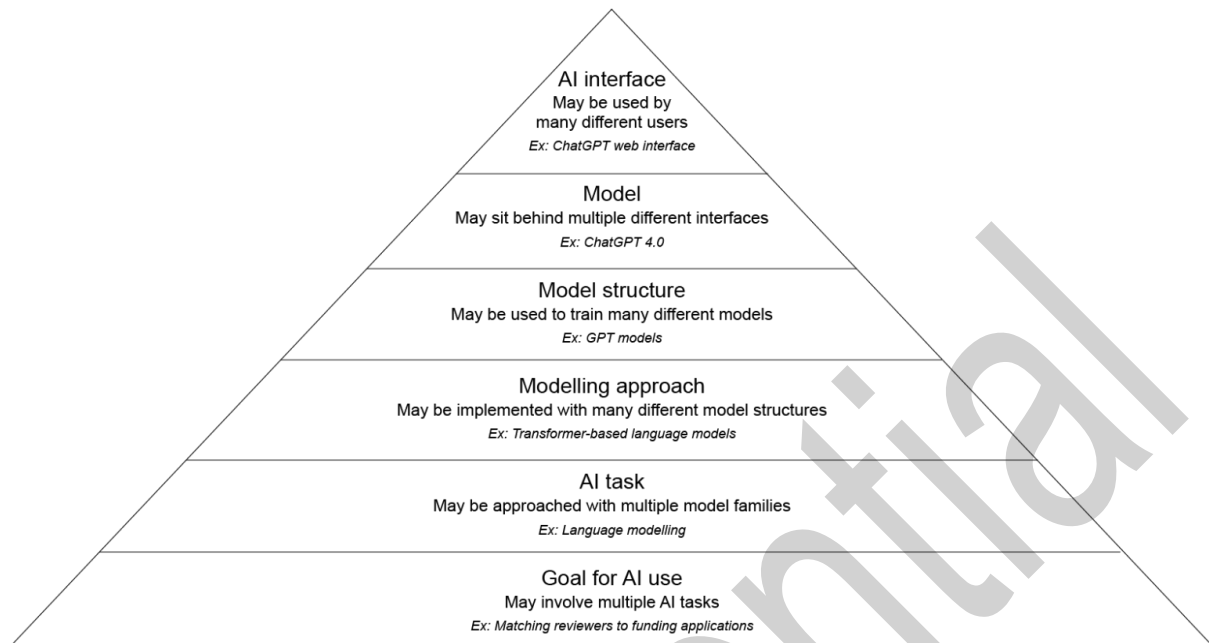 AI interface
May be used by
many different users
Ex: ChatGPT web interface
Model
May sit behind multiple different interfaces
Ex: ChatGPT 4.0
Model structure
May be used to train many different models
Ex: GPT models
Modelling approach
May be implemented with many different model structures
Ex: Transformer-based language models
AI task
May be approached with multiple model families
Ex: Language modelling
Goal for AI use
May involve multiple AI tasks
Ex: Matching reviewers to funding applications
ential